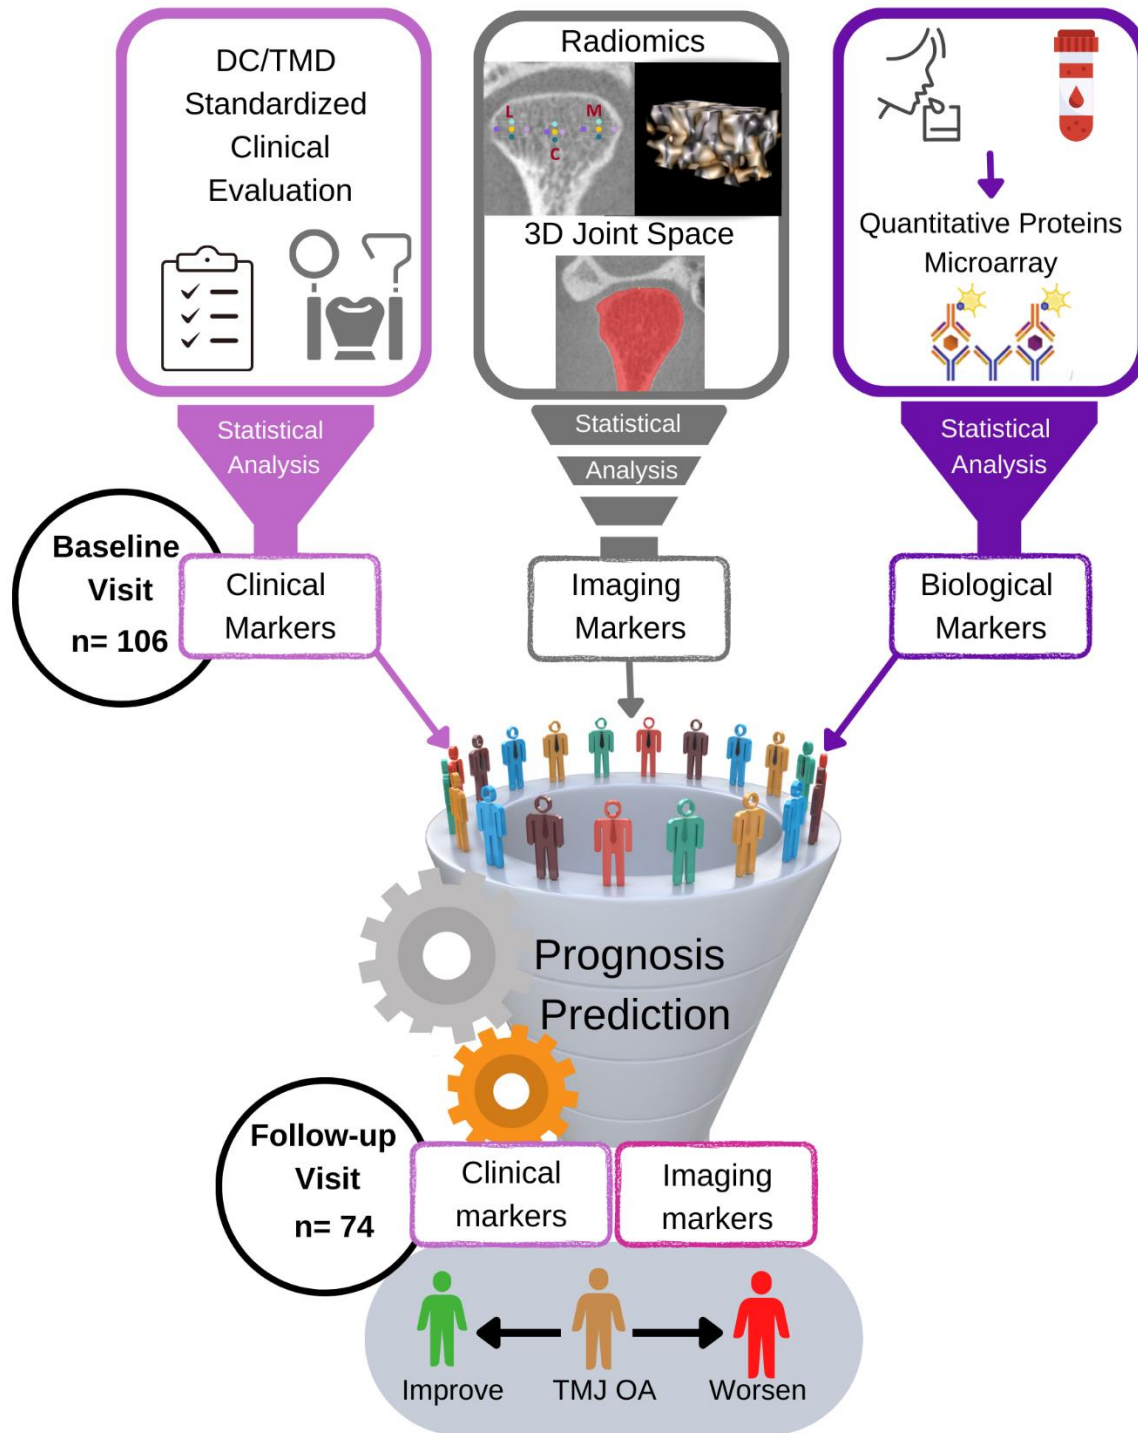 DC/TMD
Standardized
Clinical
Evaluation
Radiomics
L
M
C
3D Joint Space
Quantitative Proteins
Microarray
Statistical
Analysis
Statistical
Analysis
Statistical
Analysis
Baseline
Visit
n= 106
Clinical
Markers
Imaging
Markers
Biological
Markers
Prognosis
Prediction
Follow-up
Visit
n= 74
Clinical
markers
Imaging
markers
Improve
TMJ OA
Worsen